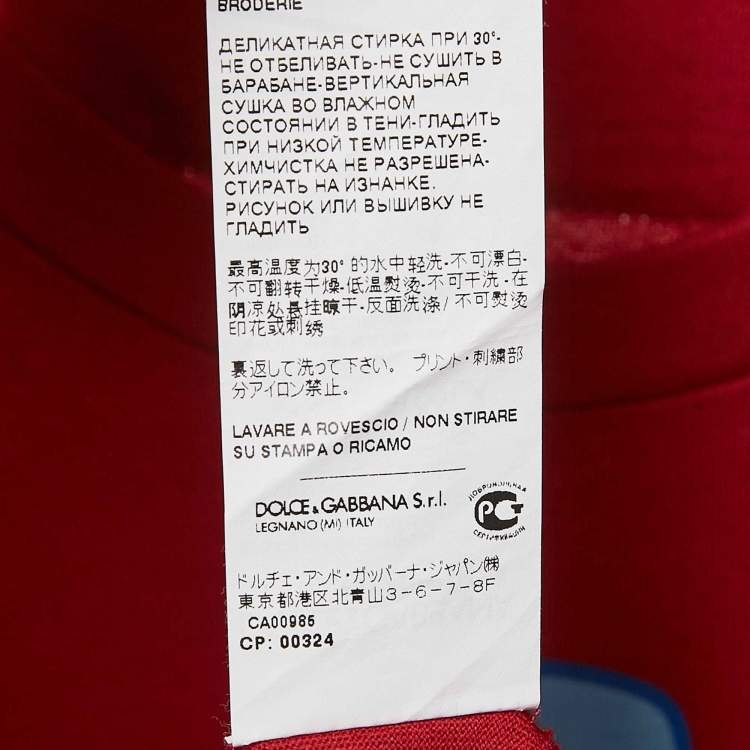 BRODERIE
ДЕЛИКАТНАЯ СТИРКА ПРИ 30°-
НЕ ОТБЕЛИВАТЬ-НЕ СУШИТЬ В
БАРАБАНЕ-ВЕРТИКАЛЬНАЯ
СУШКА ВО ВЛАЖНОМ
СОСТОЯНИИ В ТЕНИ-ГЛАДИТЬ
ПРИ НИЗКОЙ ТЕМПЕРАТУРЕ-
ХИМЧИСТКА НЕ РАЗРЕШЕНА-
СТИРАТЬ НА ИЗНАНКЕ.
РИСУНОК ИЛИ ВЫШИВКУ НЕ
ГЛАДИТЬ
最高温度为30° 的水中轻洗-不可漂白-
不可翻转干燥-低温熨烫-不可干洗-在
阴凉处悬挂晾干-反面洗涤/ 不可熨烫
印花或刺绣
裏返して洗って下さい。 プリント・刺繍部
分アイロン禁止。
LAVARE A ROVESCIO / NON STIRARE
SU STAMPA O RICAMO
DOLCE & GABBANA S.r.l.
LEGNANO (MI) ITALY
ДОБРОВОЛЬНАЯ
РСТ
СЕРТИФИКАЦИЯ
ドルチェ・アンド・ガッバーナ・ジャパン㈱
東京都港区北青山3-6-7-8F
CA00985
CP: 00324